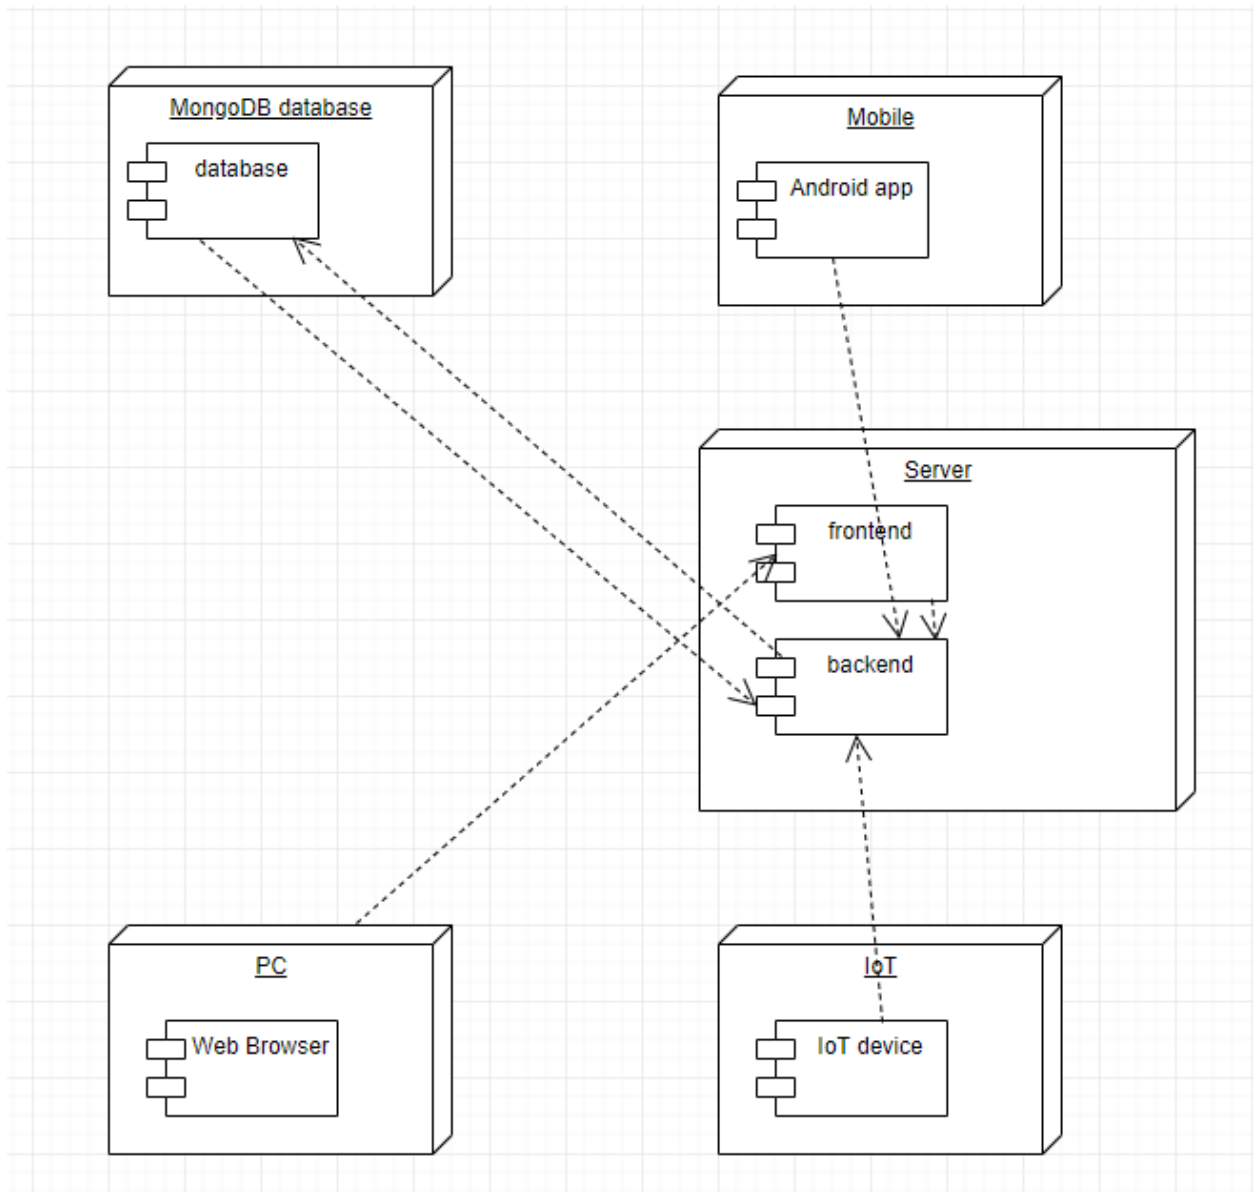 MongoDB database
database
Mobile
Android app
Server
frontend
backend
PC
Web Browser
IoT
IoT device